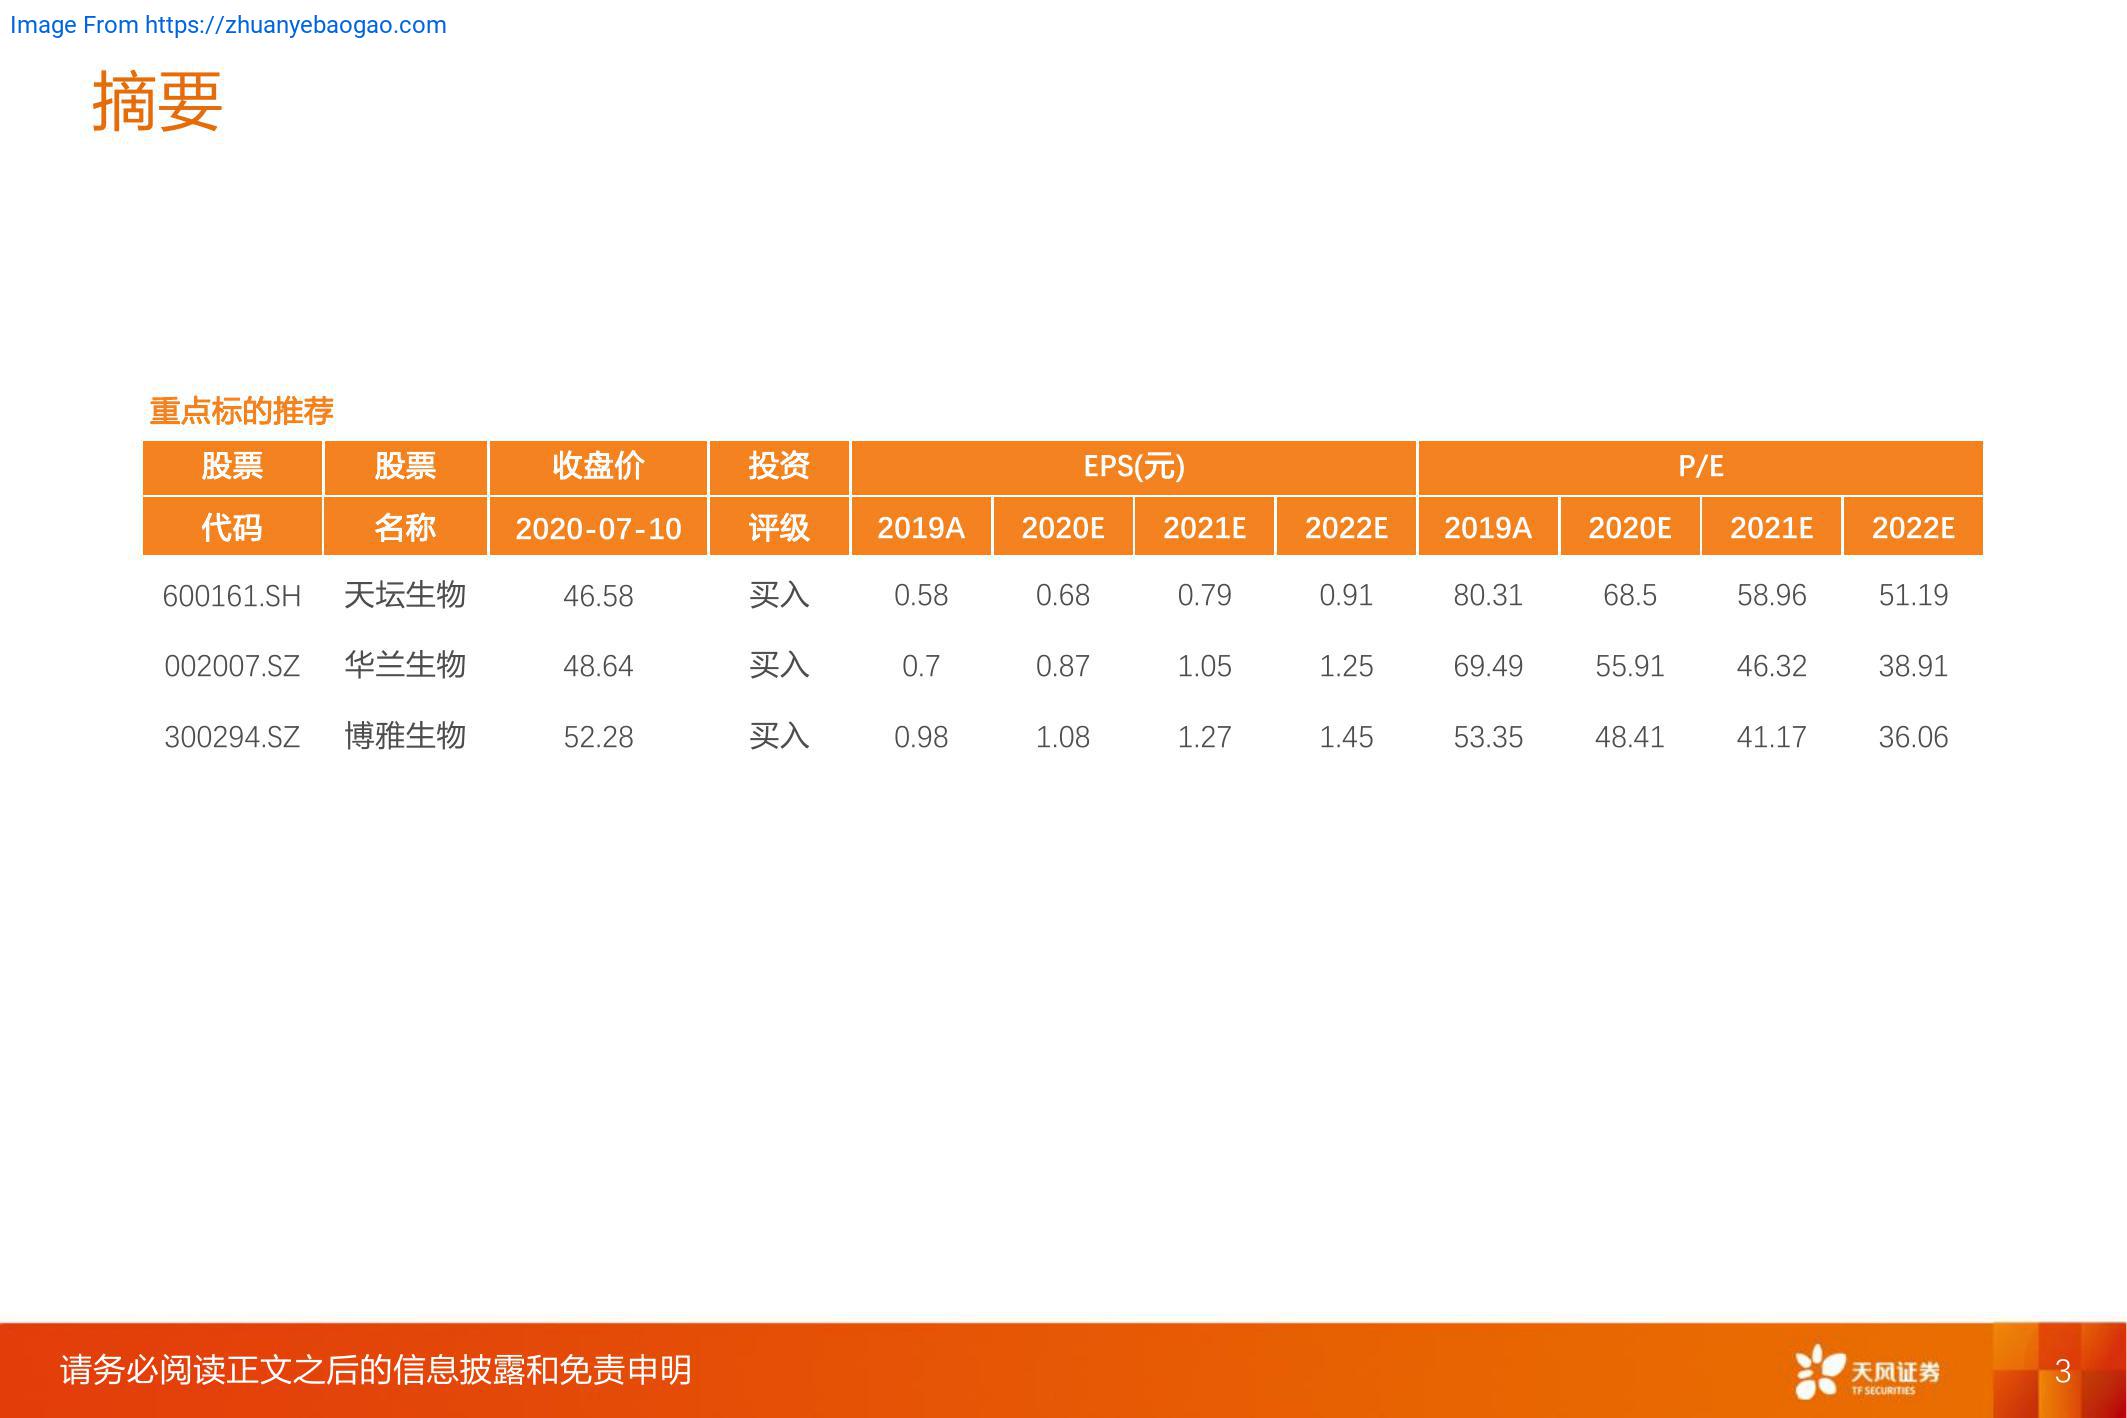 Image From https://zhuanyebaogao.com
摘要
重点标的推荐
股票 股票 收盘价 投资 EPS(元) P/E
代码 名称 2020-07-10 评级 2019A 2020E 2021E 2022E 2019A 2020E 2021E 2022E
600161.SH 天坛生物 46.58 买入 0.58 0.68 0.79 0.91 80.31 68.5 58.96 51.19
002007.SZ 华兰生物 48.64 买入 0.7 0.87 1.05 1.25 69.49 55.91 46.32 38.91
300294.SZ 博雅生物 52.28 买入 0.98 1.08 1.27 1.45 53.35 48.41 41.17 36.06
请务必阅读正文之后的信息披露和免责申明
天风证券
TF SECURITIES
3